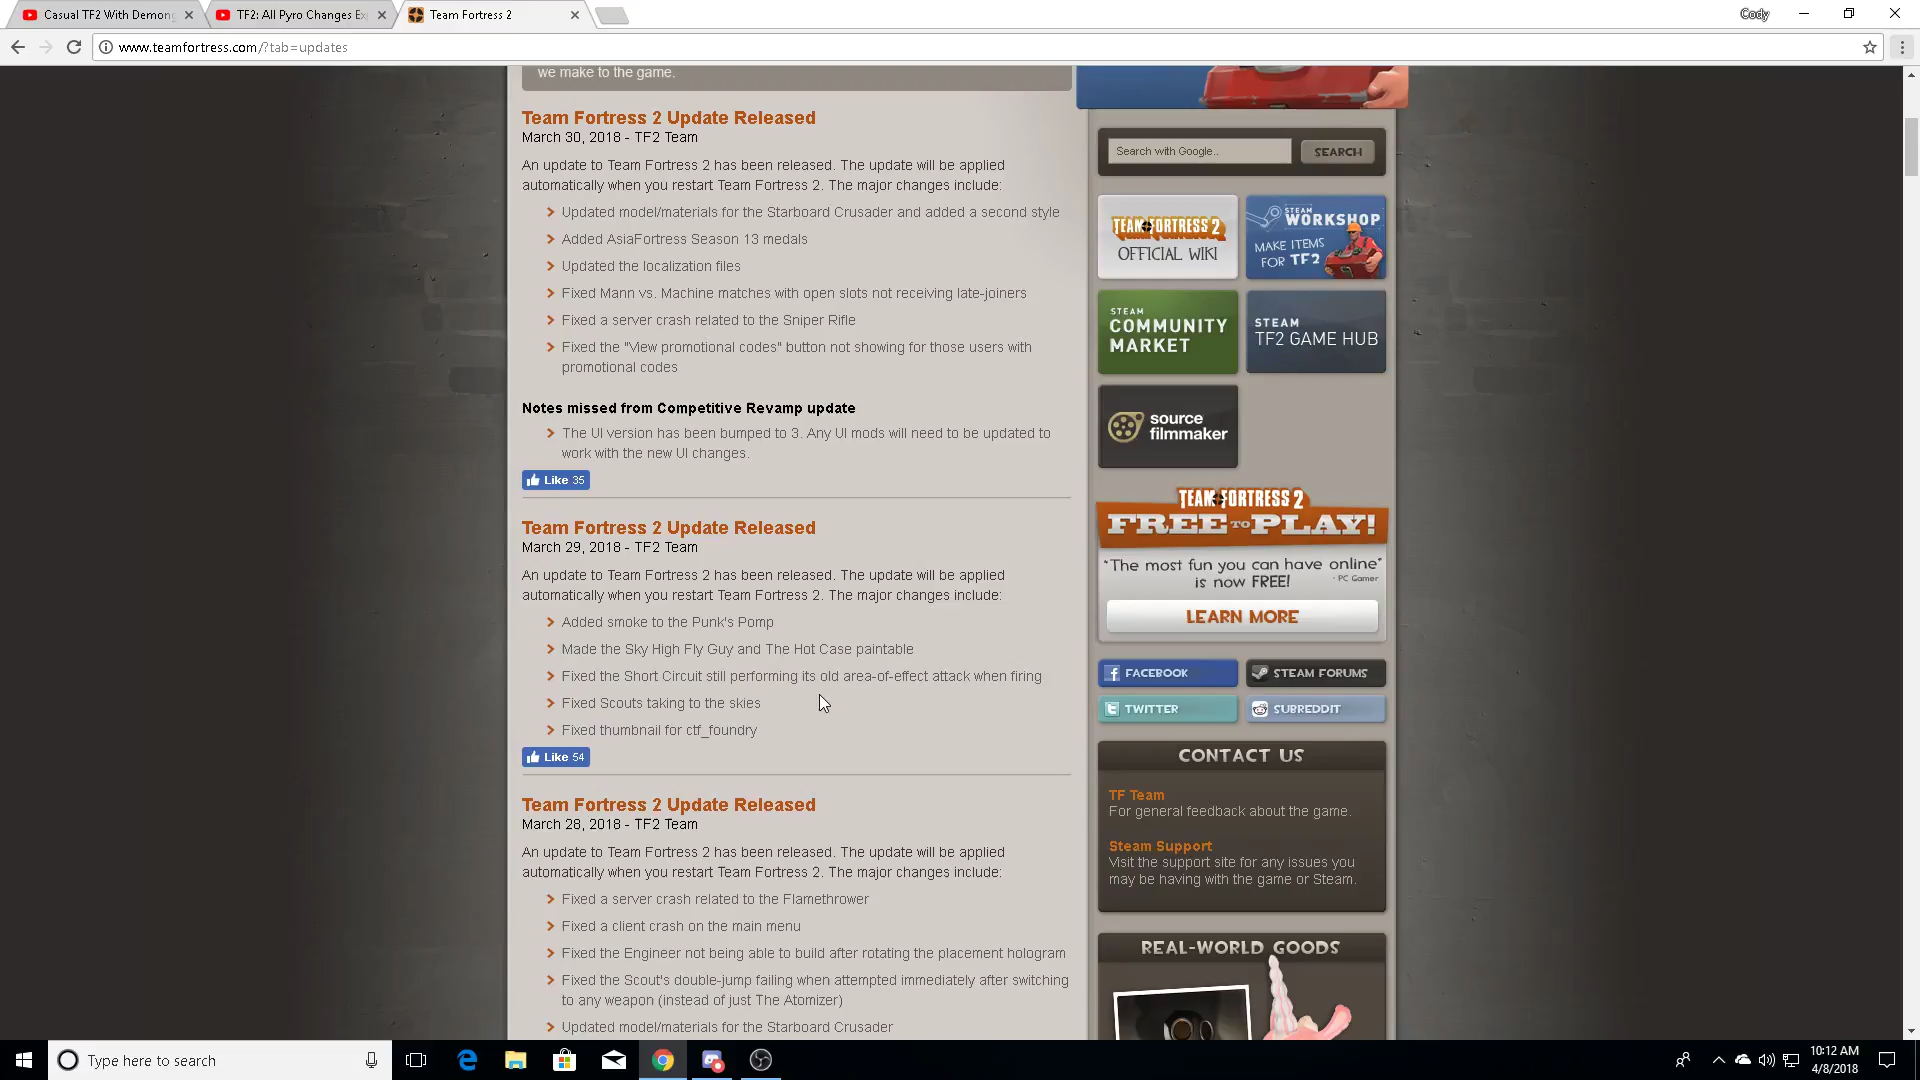 Casual TF2 With Demon
TF2: All Pyro Changes Ex
Team Fortress 2
Cody
www.teamfortress.com/?tab=updates
we make to the game.
Team Fortress 2 Update Released
March 30, 2018 - TF2 Team
An update to Team Fortress 2 has been released. The update will be applied
automatically when you restart Team Fortress 2. The major changes include:
Updated model/materials for the Starboard Crusader and added a second style
Added AsiaFortress Season 13 medals
Updated the localization files
Fixed Mann vs. Machine matches with open slots not receiving late-joiners
Fixed a server crash related to the Sniper Rifle
Fixed the "View promotional codes" button not showing for those users with
promotional codes
Notes missed from Competitive Revamp update
The UI version has been bumped to 3. Any UI mods will need to be updated to
work with the new UI changes.
Like 35
Team Fortress 2 Update Released
March 29, 2018 - TF2 Team
An update to Team Fortress 2 has been released. The update will be applied
automatically when you restart Team Fortress 2. The major changes include:
Added smoke to the Punk's Pomp
Made the Sky High Fly Guy and The Hot Case paintable
Fixed the Short Circuit still performing its old area-of-effect attack when firing
Fixed Scouts taking to the skies
Fixed thumbnail for ctf_foundry
Like 54
Team Fortress 2 Update Released
March 28, 2018 - TF2 Team
An update to Team Fortress 2 has been released. The update will be applied
automatically when you restart Team Fortress 2. The major changes include:
Fixed a server crash related to the Flamethrower
Fixed a client crash on the main menu
Fixed the Engineer not being able to build after rotating the placement hologram
Fixed the Scout's double-jump failing when attempted immediately after switching
to any weapon (instead of just The Atomizer)
Updated model/materials for the Starboard Crusader
Search with Google..
SEARCH
TEAM FORTRESS 2
OFFICIAL WIKI
STEAM
WORKSHOP
MAKE ITEMS
FOR TF2
STEAM
COMMUNITY
MARKET
STEAM
TF2 GAME HUB
source
filmmaker
TEAM FORTRESS 2
FREE TO PLAY!
"The most fun you can have online"
is now FREE! - PC Gamer
LEARN MORE
FACEBOOK
STEAM FORUMS
TWITTER
SUBREDDIT
CONTACT US
TF Team
For general feedback about the game.
Steam Support
Visit the support site for any issues you
may be having with the game or Steam.
REAL-WORLD GOODS
Type here to search
10:12 AM
4/8/2018